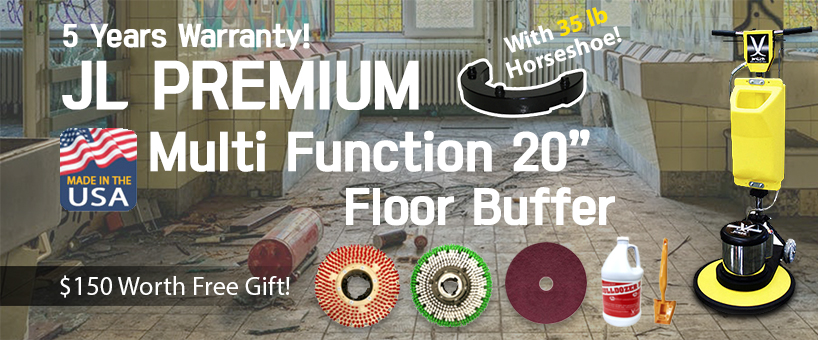 5 Years Warranty!
JL PREMIUM
With 35 lb
Horseshoe!
MADE IN THE
USA
Multi Function 20”
Floor Buffer
$150 Worth Free Gift!